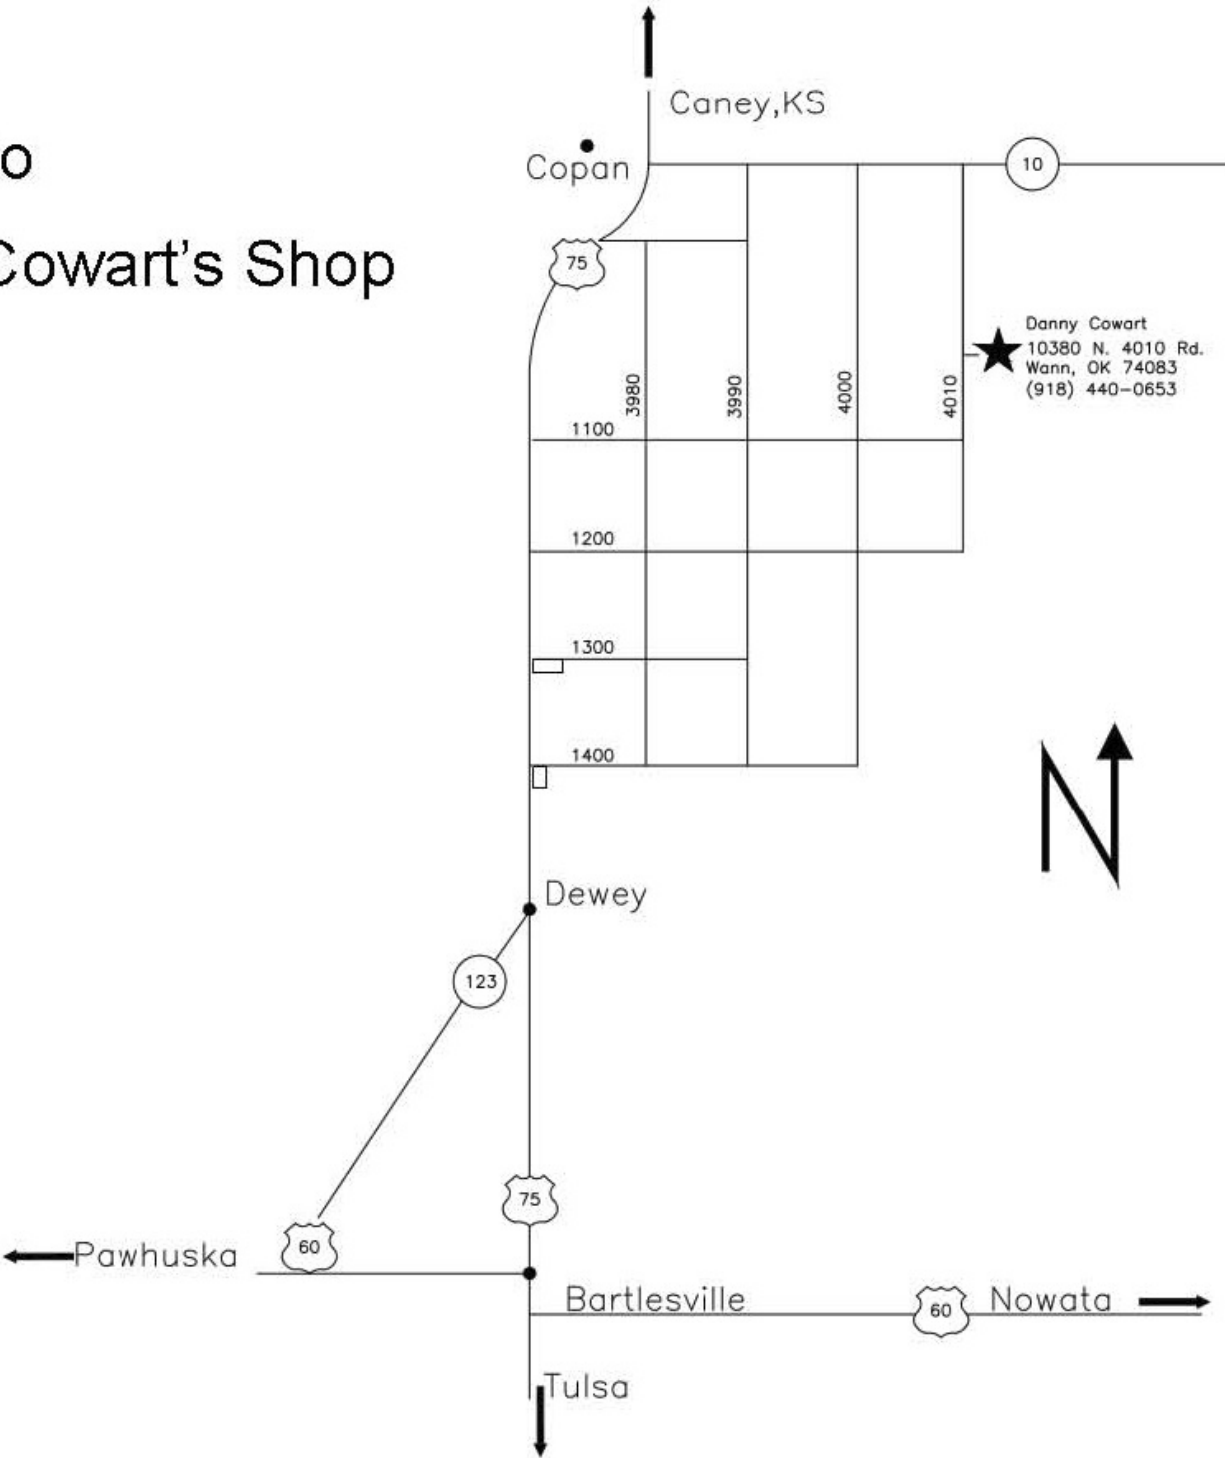 o
Cowart's Shop
Caney,KS
Copan
10
75
Danny Cowart
10380 N. 4010 Rd.
Wann, OK 74083
(918) 440-0653
3980
3990
4000
4010
1100
1200
1300
1400
N
Dewey
123
75
60
Pawhuska
Bartlesville
60
Nowata
Tulsa